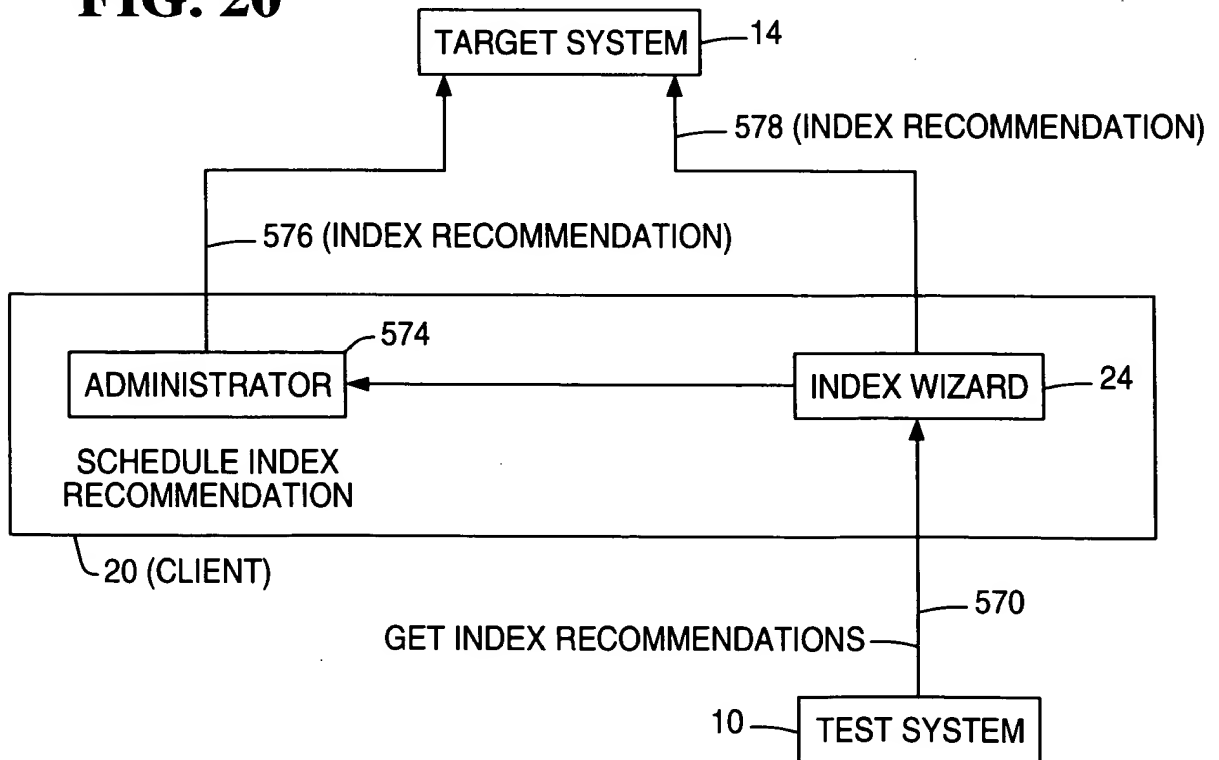 FIG. 20
TARGET SYSTEM
14
578 (INDEX RECOMMENDATION)
576 (INDEX RECOMMENDATION)
574
ADMINISTRATOR
INDEX WIZARD
24
SCHEDULE INDEX
RECOMMENDATION
20 (CLIENT)
570
GET INDEX RECOMMENDATIONS
10
TEST SYSTEM